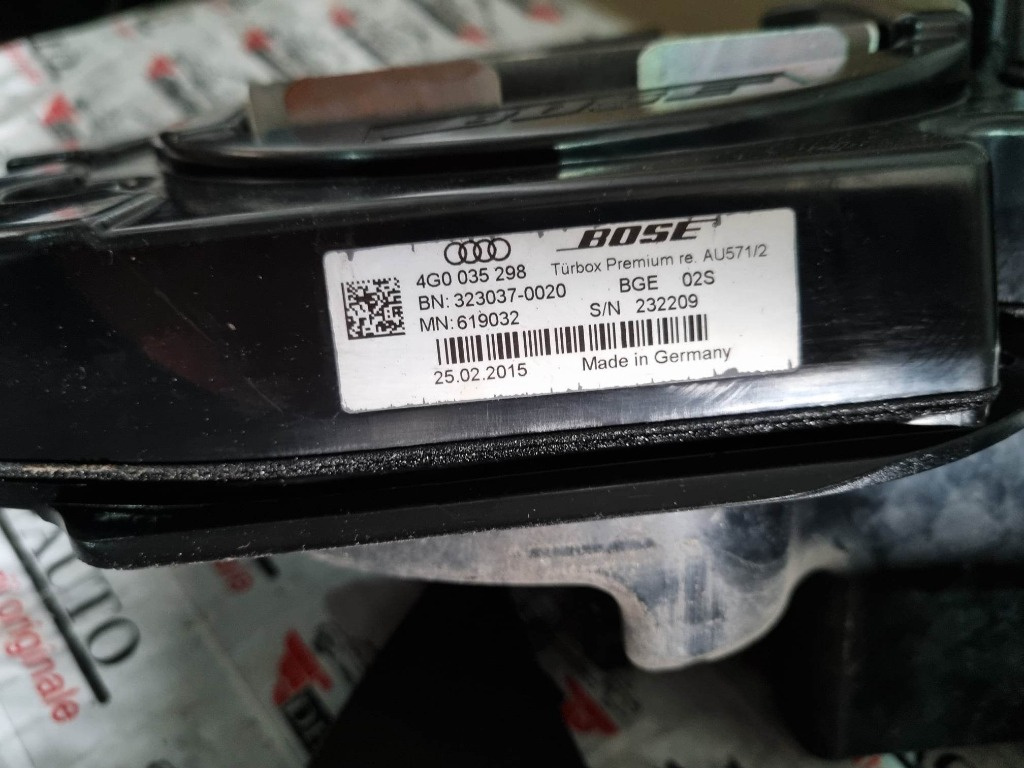 BOSE
4G0 035 298
Türbox Premium re. AU571/2
BN: 323037-0020
BGE 02S
MN: 619032
S/N 232209
25.02.2015
Made in Germany
AUTO
originale